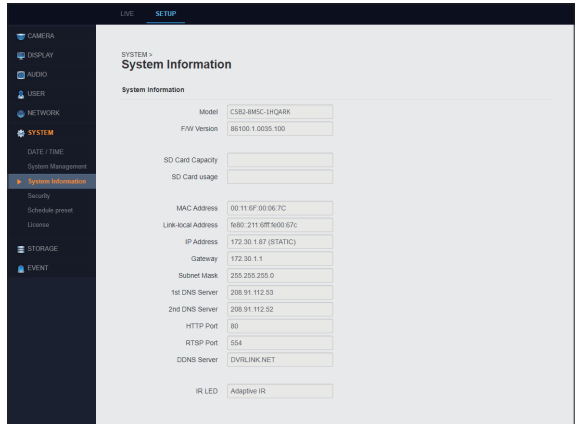 LIVE SETUP
CAMERA
DISPLAY
AUDIO
USER
NETWORK
SYSTEM
DATE / TIME
System Management
System Information
Security
Schedule preset
License
STORAGE
EVENT
SYSTEM >
System Information
System Information
Model CSB2-8M5C-1HQARK
F/W Version 86100.1.0035.100
SD Card Capacity
SD Card usage
MAC Address 00:11:6F:00:06:7C
Link-local Address fe80::211:6fff:fe00:67c
IP Address 172.30.1.87 (STATIC)
Gateway 172.30.1.1
Subnet Mask 255.255.255.0
1st DNS Server 208.91.112.53
2nd DNS Server 208.91.112.52
HTTP Port 80
RTSP Port 554
DDNS Server DVRLINK.NET
IR LED Adaptive IR